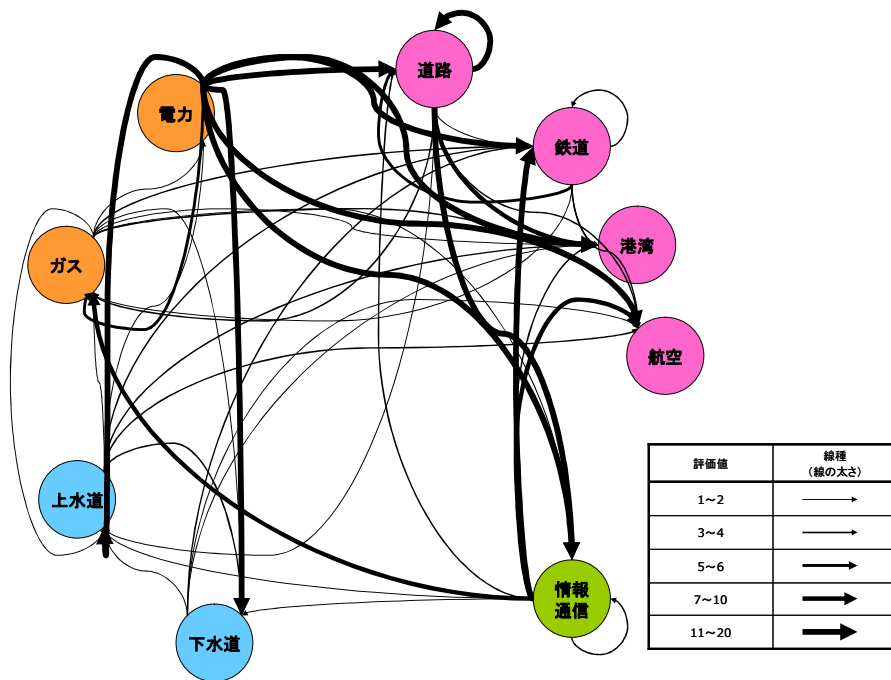 道路
電力
鉄道
港湾
ガス
航空
上水道
下水道
情報
通信
評価値
線種
（線の太さ）
1～2
3～4
5～6
7～10
11～20